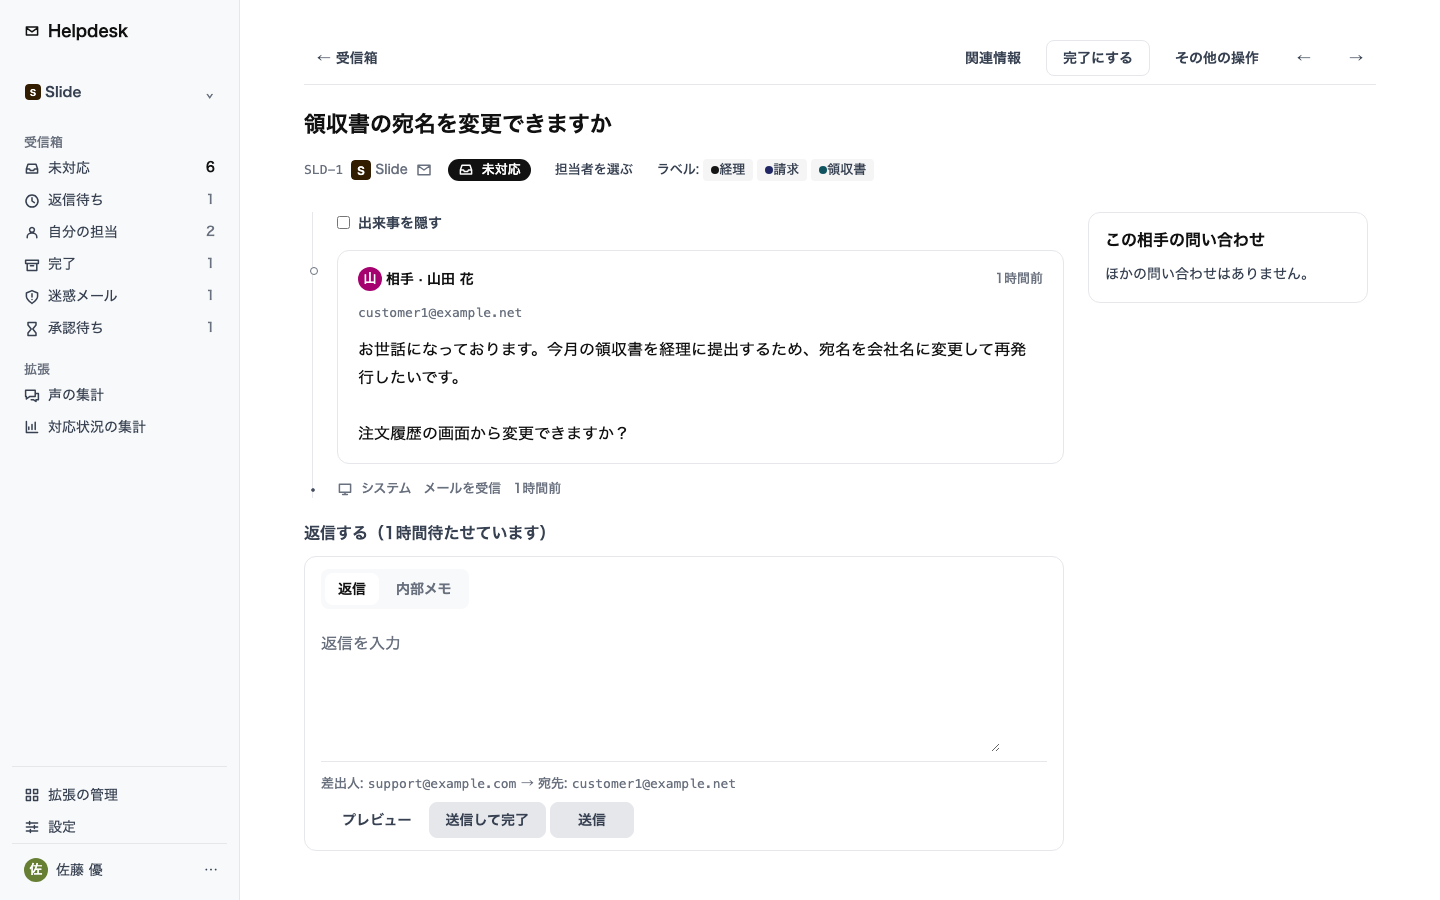 Helpdesk
S Slide
受信箱
未対応 6
返信待ち 1
自分の担当 2
完了 1
迷惑メール 1
承認待ち 1
拡張
声の集計
対応状況の集計
拡張の管理
設定
佐 佐藤 優 …
← 受信箱 関連情報 完了にする その他の操作 ← →
領収書の宛名を変更できますか
SLD-1 S Slide 未対応 担当者を選ぶ ラベル: 経理 請求 領収書
出来事を隠す
山 相手 · 山田 花 1時間前
customer1@example.net
お世話になっております。今月の領収書を経理に提出するため、宛名を会社名に変更して再発
行したいです。
注文履歴の画面から変更できますか？
システム メールを受信 1時間前
返信する（1時間待たせています）
返信 内部メモ
返信を入力
差出人: support@example.com → 宛先: customer1@example.net
プレビュー 送信して完了 送信
この相手の問い合わせ
ほかの問い合わせはありません。